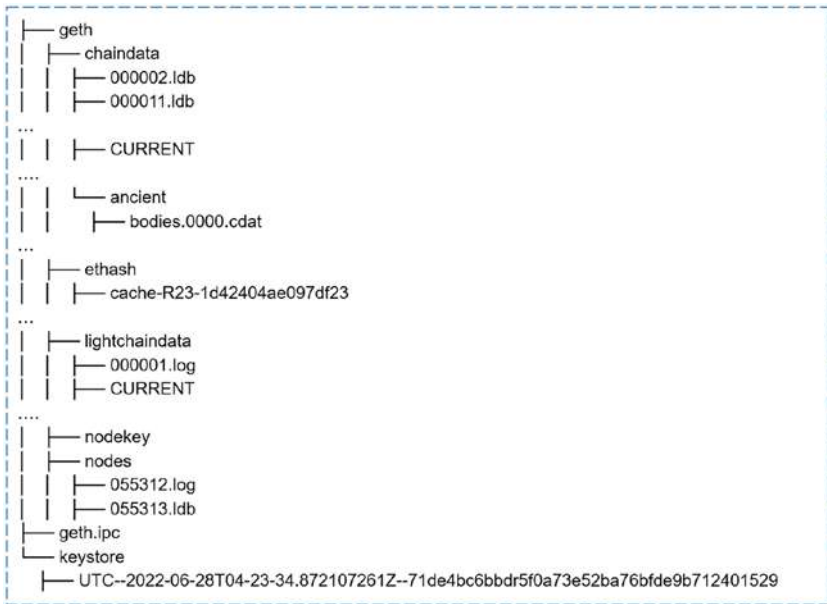 ├── geth
│ ├── chaindata
│ │ ├── 000002.ldb
│ │ ├── 000011.ldb
...
│ │ ├── CURRENT
....
│ │ └── ancient
│ │ ├── bodies.0000.cdat
...
│ ├── ethash
│ ├── cache-R23-1d42404ae097df23
...
│ ├── lightchaindata
│ │ ├── 000001.log
│ │ ├── CURRENT
....
│ ├── nodekey
│ ├── nodes
│ │ ├── 055312.log
│ │ ├── 055313.ldb
├── geth.ipc
└── keystore
├── UTC--2022-06-28T04-23-34.872107261Z--71de4bc6bbdr5f0a73e52ba76bfde9b712401529